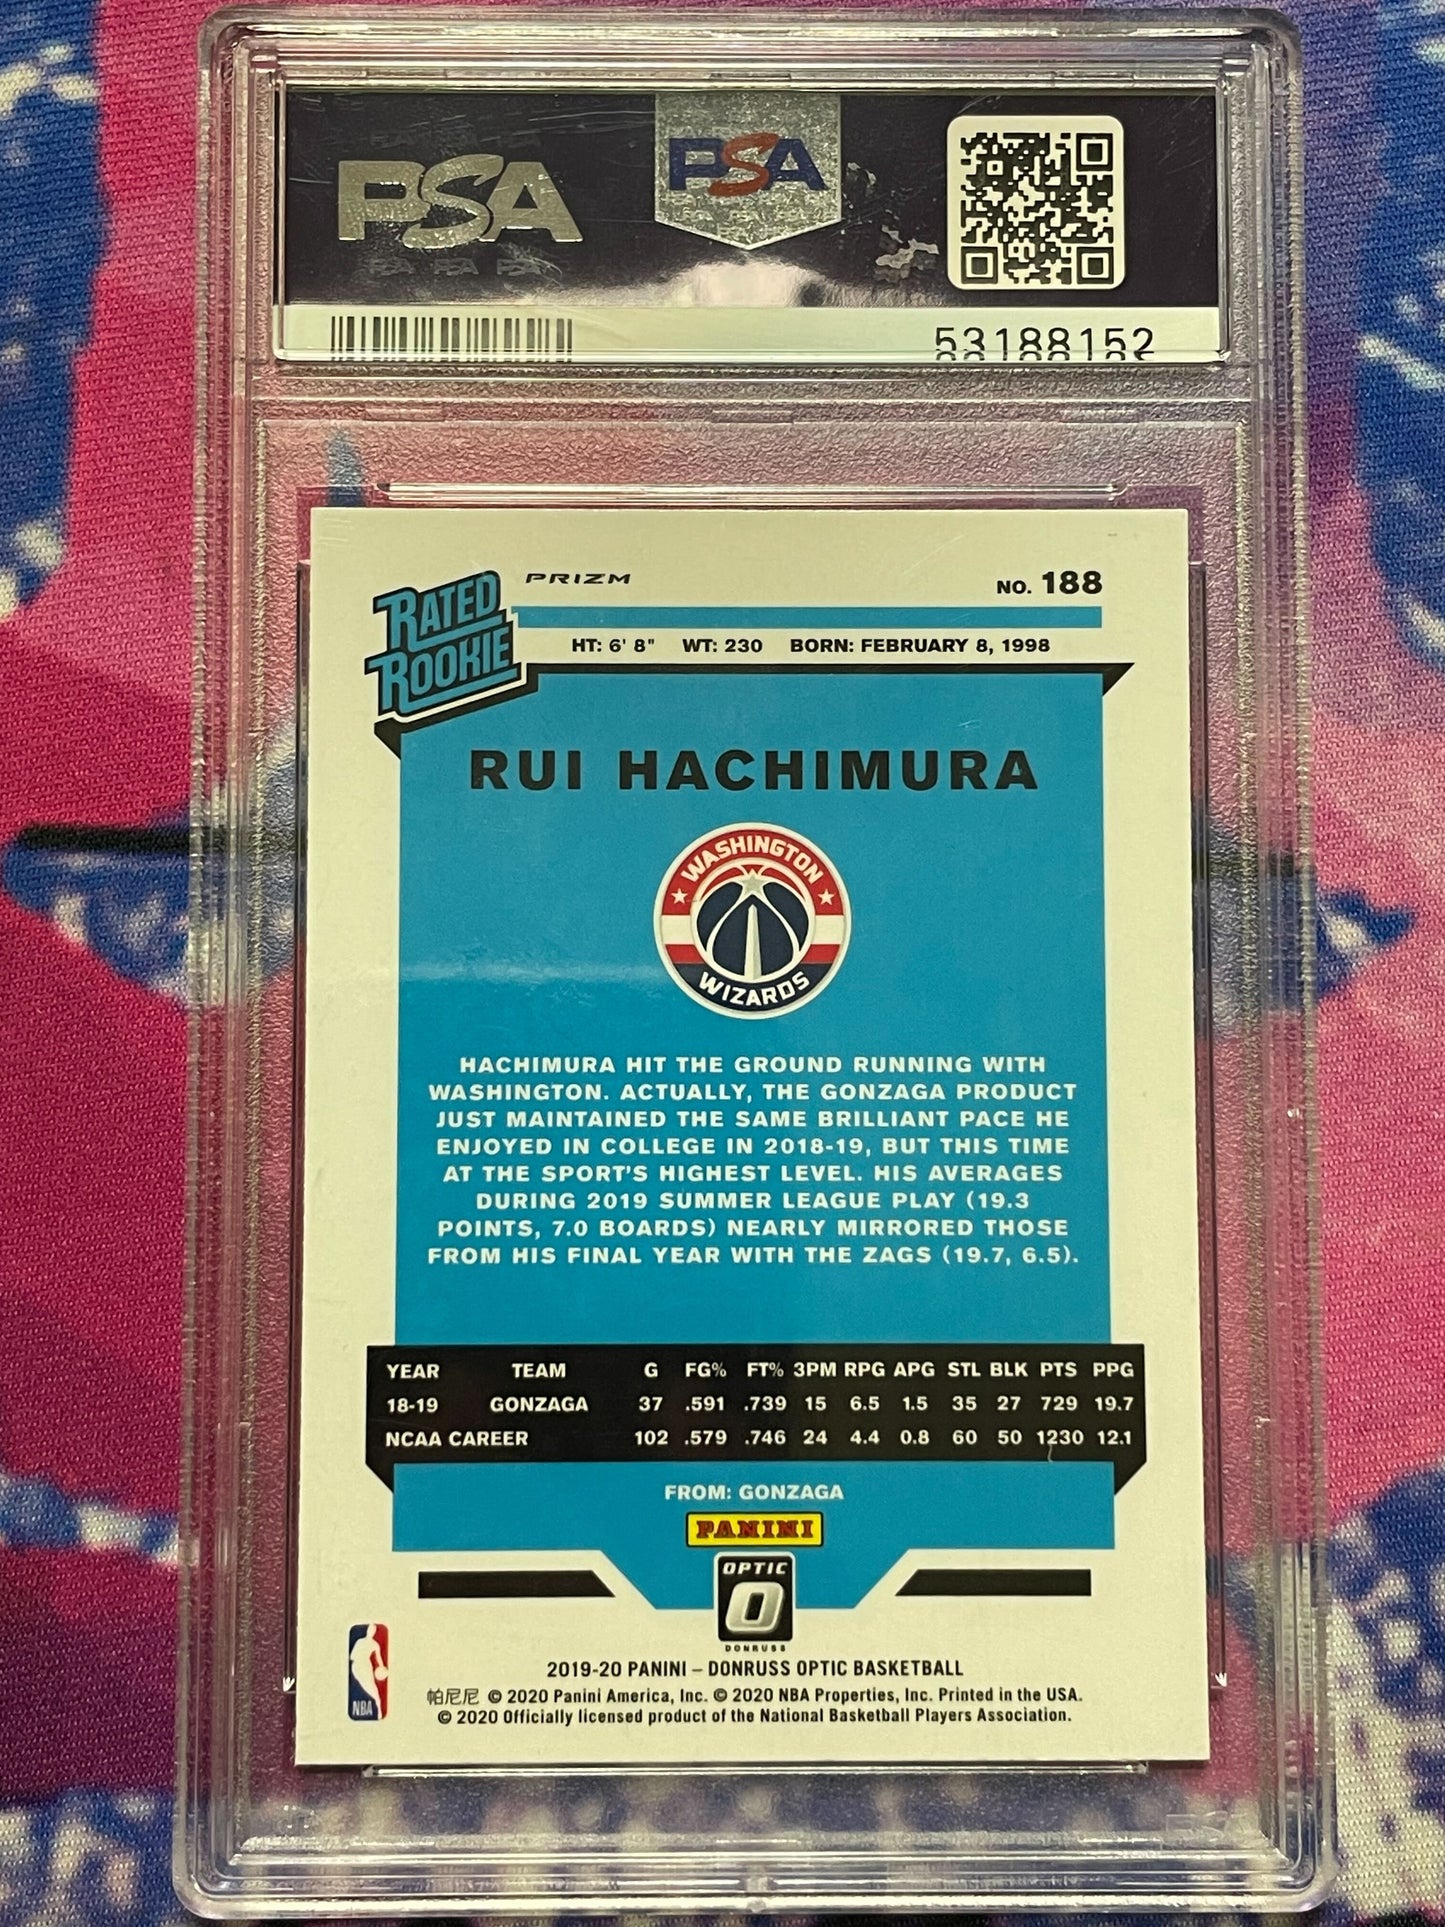 PSA
PSA
PSA PSA PSA
53188152
RATED
ROOKIE
PRIZM
NO. 188
HT: 6' 8" WT: 230 BORN: FEBRUARY 8, 1998
RUI HACHIMURA
WASHINGTON
WIZARDS
HACHIMURA HIT THE GROUND RUNNING WITH
WASHINGTON. ACTUALLY, THE GONZAGA PRODUCT
JUST MAINTAINED THE SAME BRILLIANT PACE HE
ENJOYED IN COLLEGE IN 2018-19, BUT THIS TIME
AT THE SPORT'S HIGHEST LEVEL. HIS AVERAGES
DURING 2019 SUMMER LEAGUE PLAY (19.3
POINTS, 7.0 BOARDS) NEARLY MIRRORED THOSE
FROM HIS FINAL YEAR WITH THE ZAGS (19.7, 6.5).
YEAR TEAM G FG% FT% 3PM RPG APG STL BLK PTS PPG
18-19 GONZAGA 37 .591 .739 15 6.5 1.5 35 27 729 19.7
NCAA CAREER 102 .579 .746 24 4.4 0.8 60 50 1230 12.1
FROM: GONZAGA
PANINI
OPTIC
O
DONRUSS
NBA
2019-20 PANINI – DONRUSS OPTIC BASKETBALL
帕尼尼 © 2020 Panini America, Inc. © 2020 NBA Properties, Inc. Printed in the USA.
© 2020 Officially licensed product of the National Basketball Players Association.